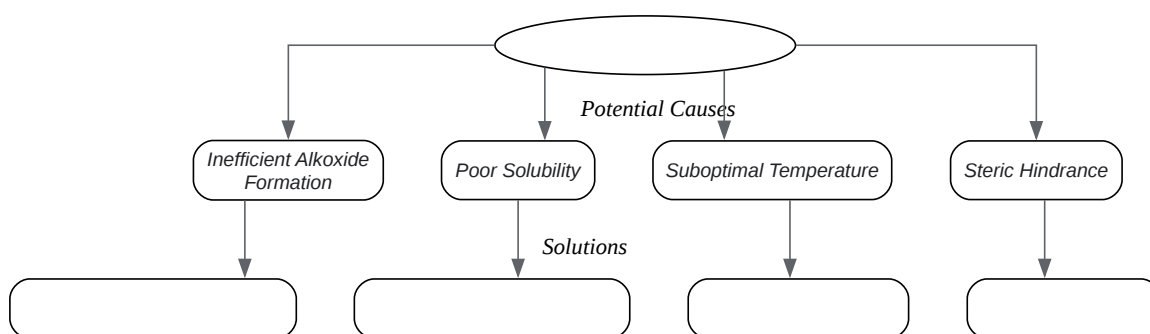 Potential Causes
Inefficient Alkoxide
Formation
Poor Solubility
Suboptimal Temperature
Steric Hindrance
Solutions